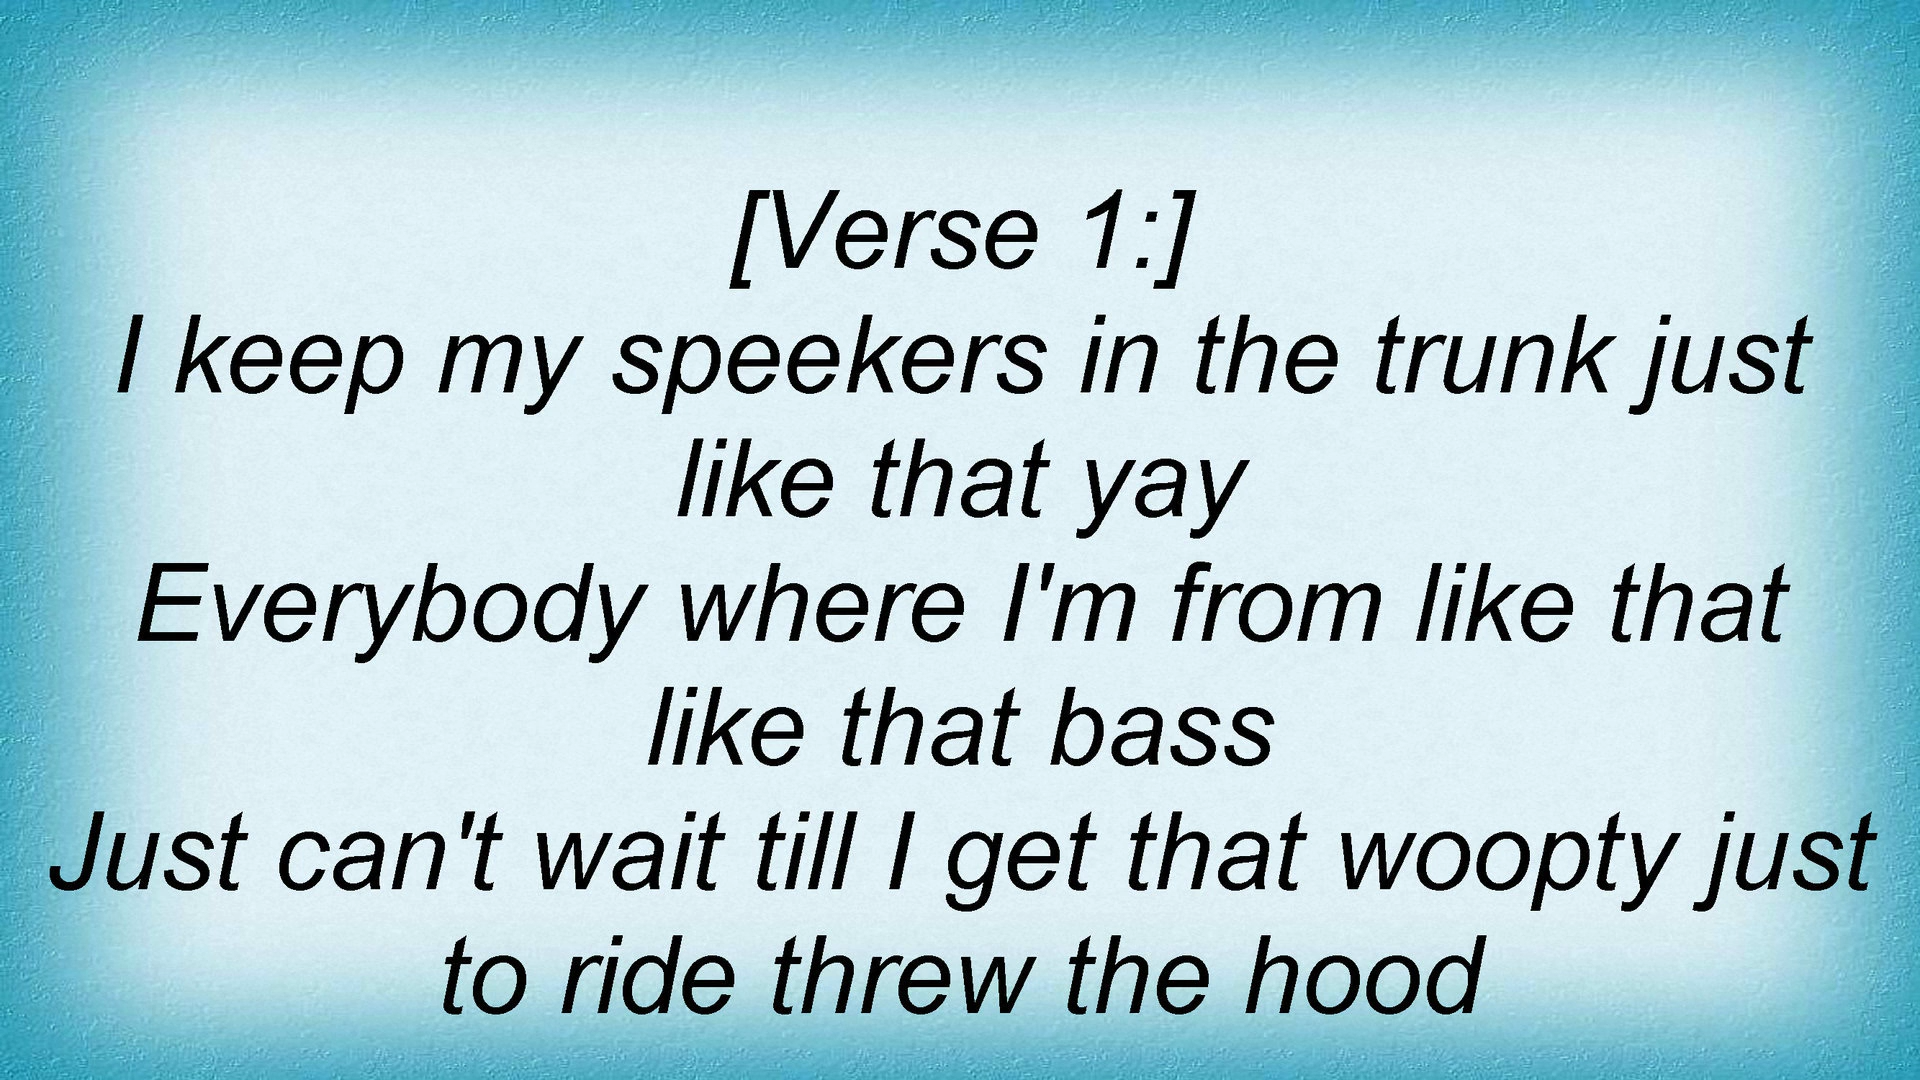 [Verse 1:]
I keep my speekers in the trunk just
like that yay
Everybody where I'm from like that
like that bass
Just can't wait till I get that woopty just
to ride threw the hood